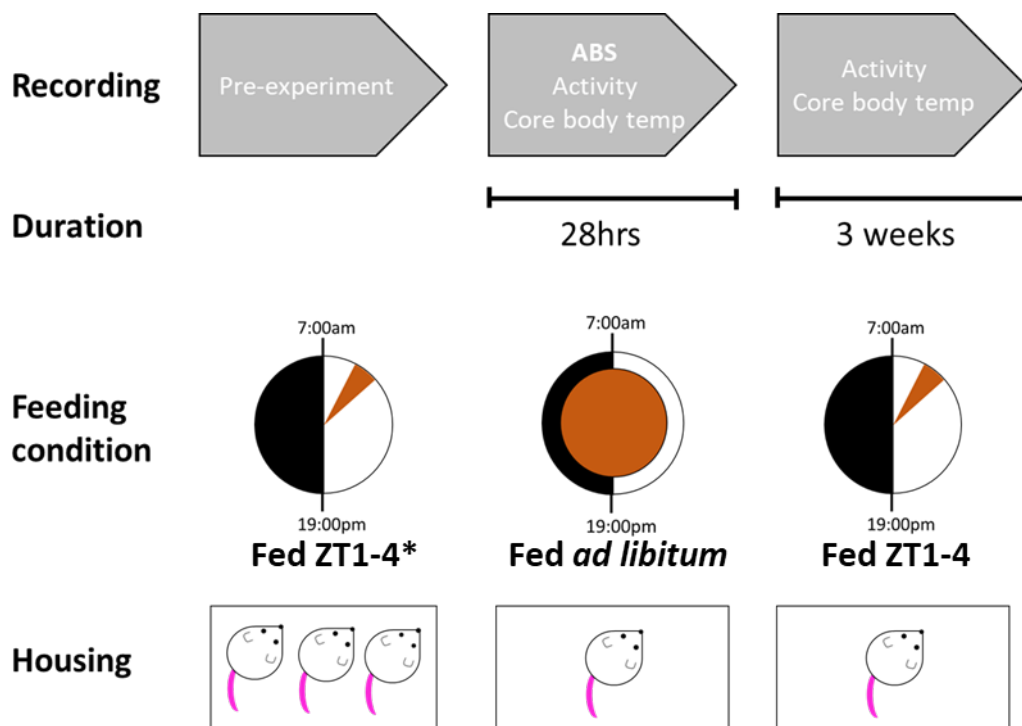 Recording
Pre-experiment
ABS
Activity
Core body temp
Activity
Core body temp
Duration
28hrs
3 weeks
Feeding
condition
7:00am
19:00pm
Fed ZT1-4*
7:00am
19:00pm
Fed ad libitum
7:00am
19:00pm
Fed ZT1-4
Housing